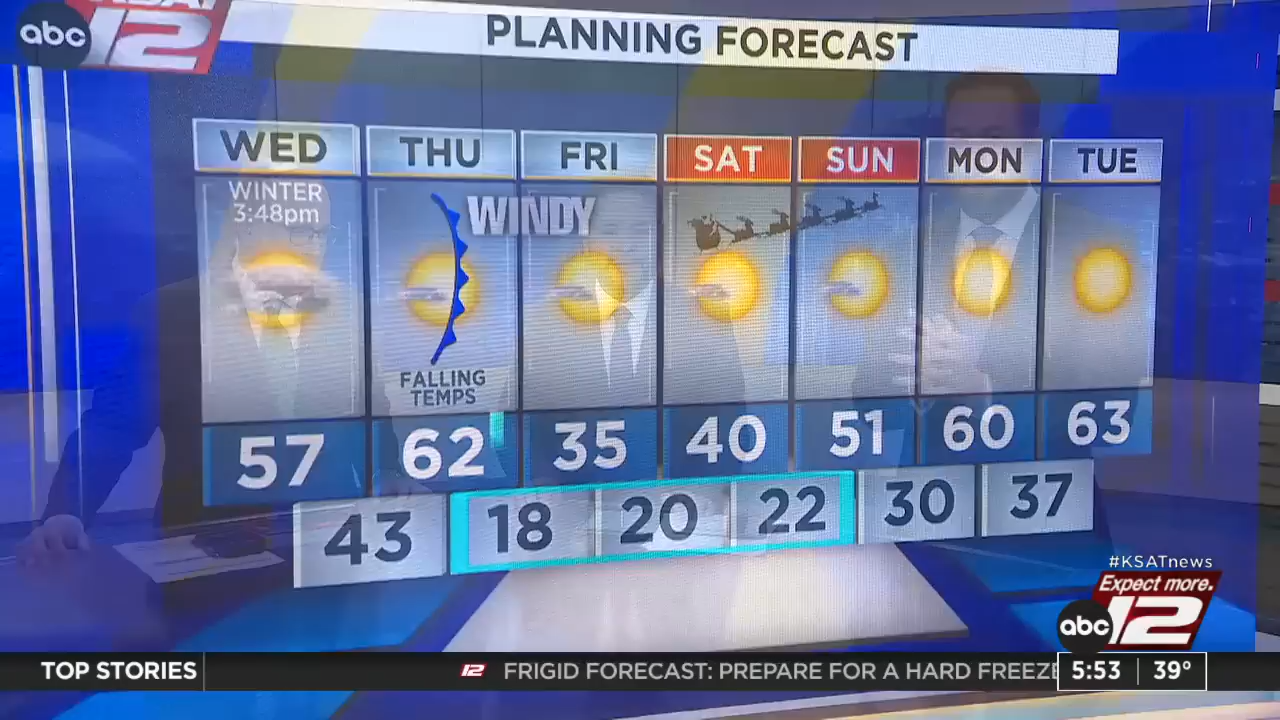 abc
KSAT
12
PLANNING FORECAST
WED THU FRI SAT SUN MON TUE
WINTER
3:48pm
WINDY
FALLING
TEMPS
57 62 35 40 51 60 63
43 18 20 22 30 37
#KSATnews
Expect more.
abc 12
TOP STORIES 12 FRIGID FORECAST: PREPARE FOR A HARD FREEZE 5:53 39°